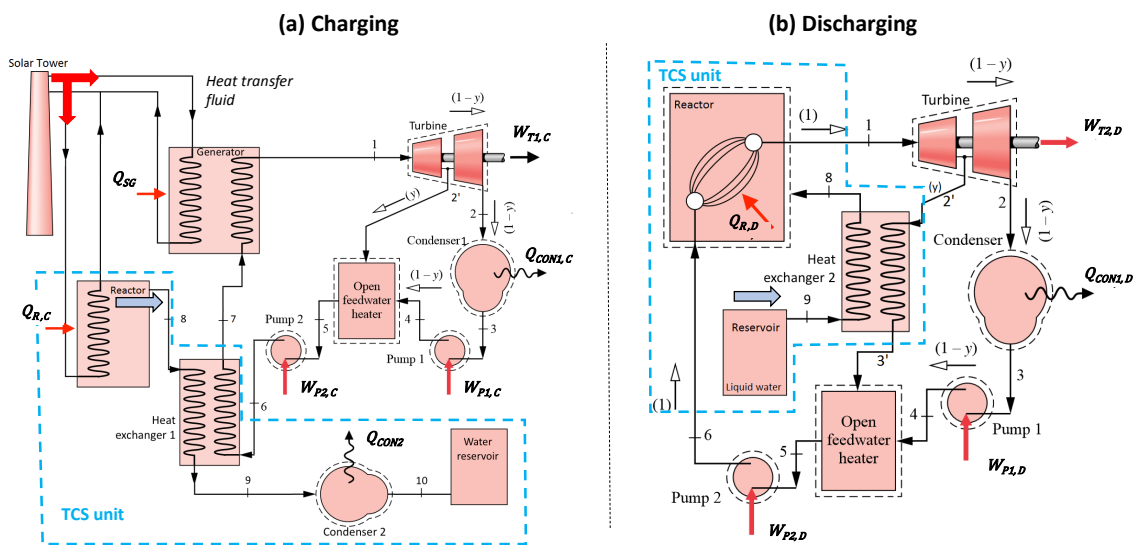 (a) Charging
Solar Tower
Heat transfer
fluid
Generator
Q_SG
1
Turbine
(1−y)
W_T1,C
(y)
2'
2
(1−y)
Condenser1
Q_CON1,C
(1−y)
Open
feedwater
heater
5
4
3
Pump 2
Pump 1
W_P2,C
W_P1,C
Reactor
Q_R,C
8
7
6
Heat
exchanger 1
Q_CON2
Water
reservoir
9
10
Condenser 2
TCS unit
(b) Discharging
TCS unit
Reactor
(1)
1
(1−y)
Turbine
W_T2,D
8
(y)
2'
2
(1−y)
Q_R,D
Condenser
Heat
exchanger 2
Q_CON1,D
9
Reservoir
Liquid water
3'
(1−y)
3
(1)
4
Pump 1
Open
feedwater
heater
6
5
W_P1,D
Pump 2
W_P2,D